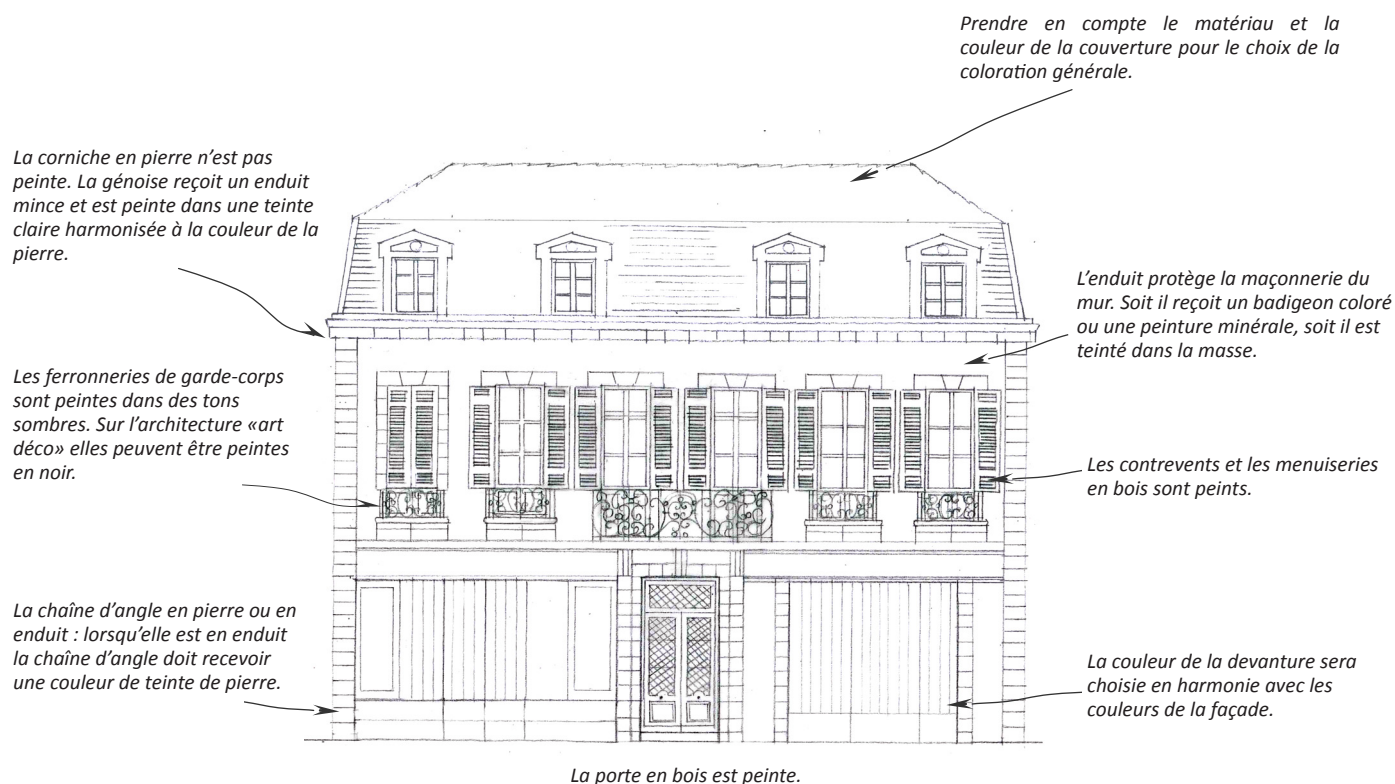 Prendre en compte le matériau et la
couleur de la couverture pour le choix de la
coloration générale.
La corniche en pierre n’est pas
peinte. La génoise reçoit un enduit
mince et est peinte dans une teinte
claire harmonisée à la couleur de la
pierre.
L’enduit protège la maçonnerie du
mur. Soit il reçoit un badigeon coloré
ou une peinture minérale, soit il est
teinté dans la masse.
Les ferronneries de garde-corps
sont peintes dans des tons
sombres. Sur l’architecture «art
déco» elles peuvent être peintes
en noir.
Les contrevents et les menuiseries
en bois sont peints.
La chaîne d’angle en pierre ou en
enduit : lorsqu’elle est en enduit
la chaîne d’angle doit recevoir
une couleur de teinte de pierre.
La couleur de la devanture sera
choisie en harmonie avec les
couleurs de la façade.
La porte en bois est peinte.